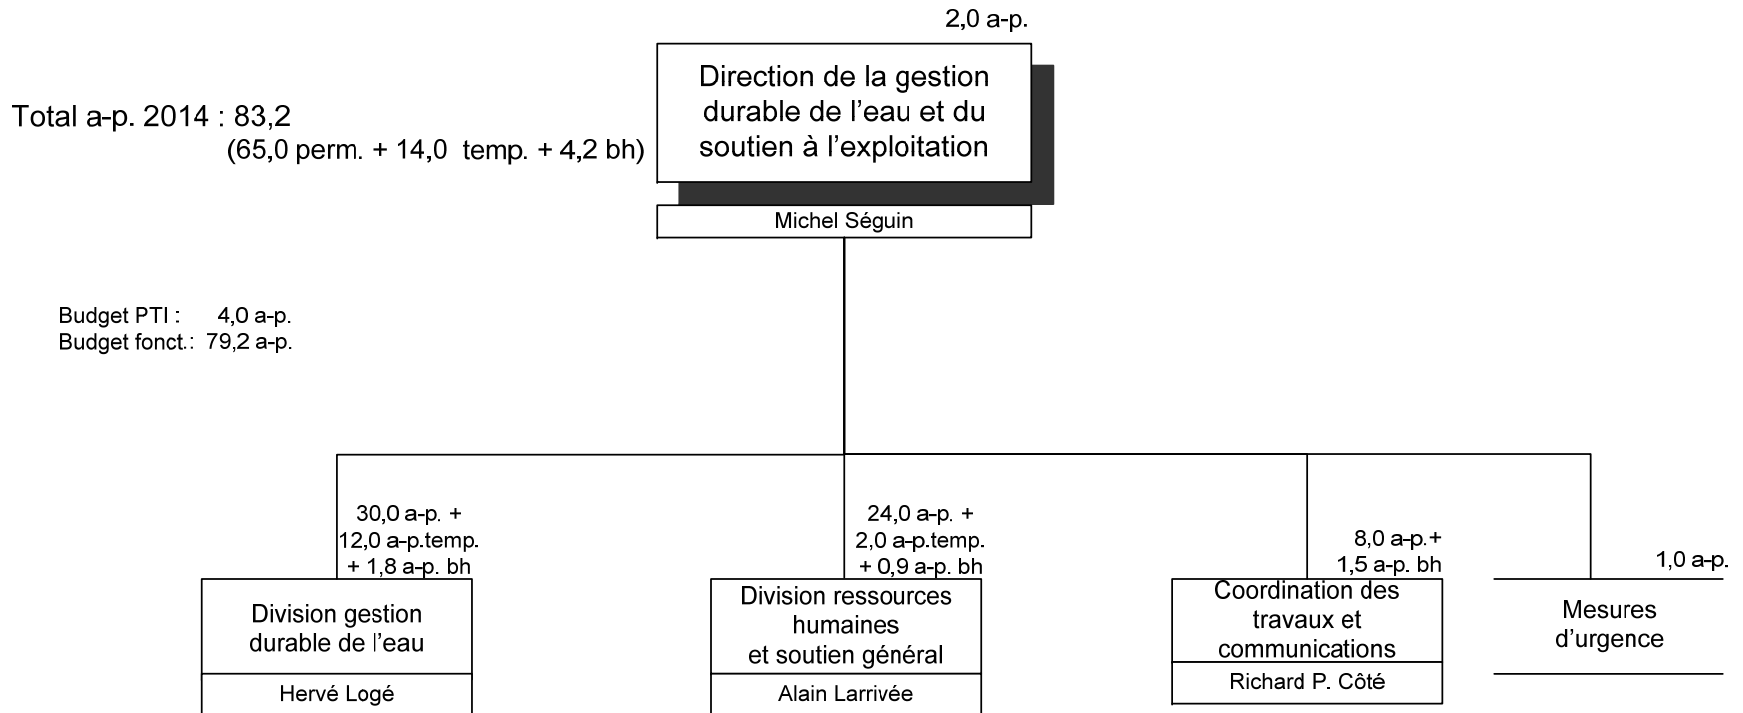 2,0 a-p.
Direction de la gestion
durable de l’eau et du
soutien à l’exploitation
Total a-p. 2014 : 83,2
(65,0 perm. + 14,0 temp. + 4,2 bh)
Michel Séguin
Budget PTI : 4,0 a-p.
Budget fonct.: 79,2 a-p.
30,0 a-p. +
12,0 a-p.temp.
+ 1,8 a-p. bh
Division gestion
durable de l’eau
Hervé Logé
24,0 a-p. +
2,0 a-p.temp.
+ 0,9 a-p. bh
Division ressources
humaines
et soutien général
Alain Larrivée
8,0 a-p.+
1,5 a-p. bh
Coordination des
travaux et
communications
Richard P. Côté
1,0 a-p.
Mesures
d’urgence